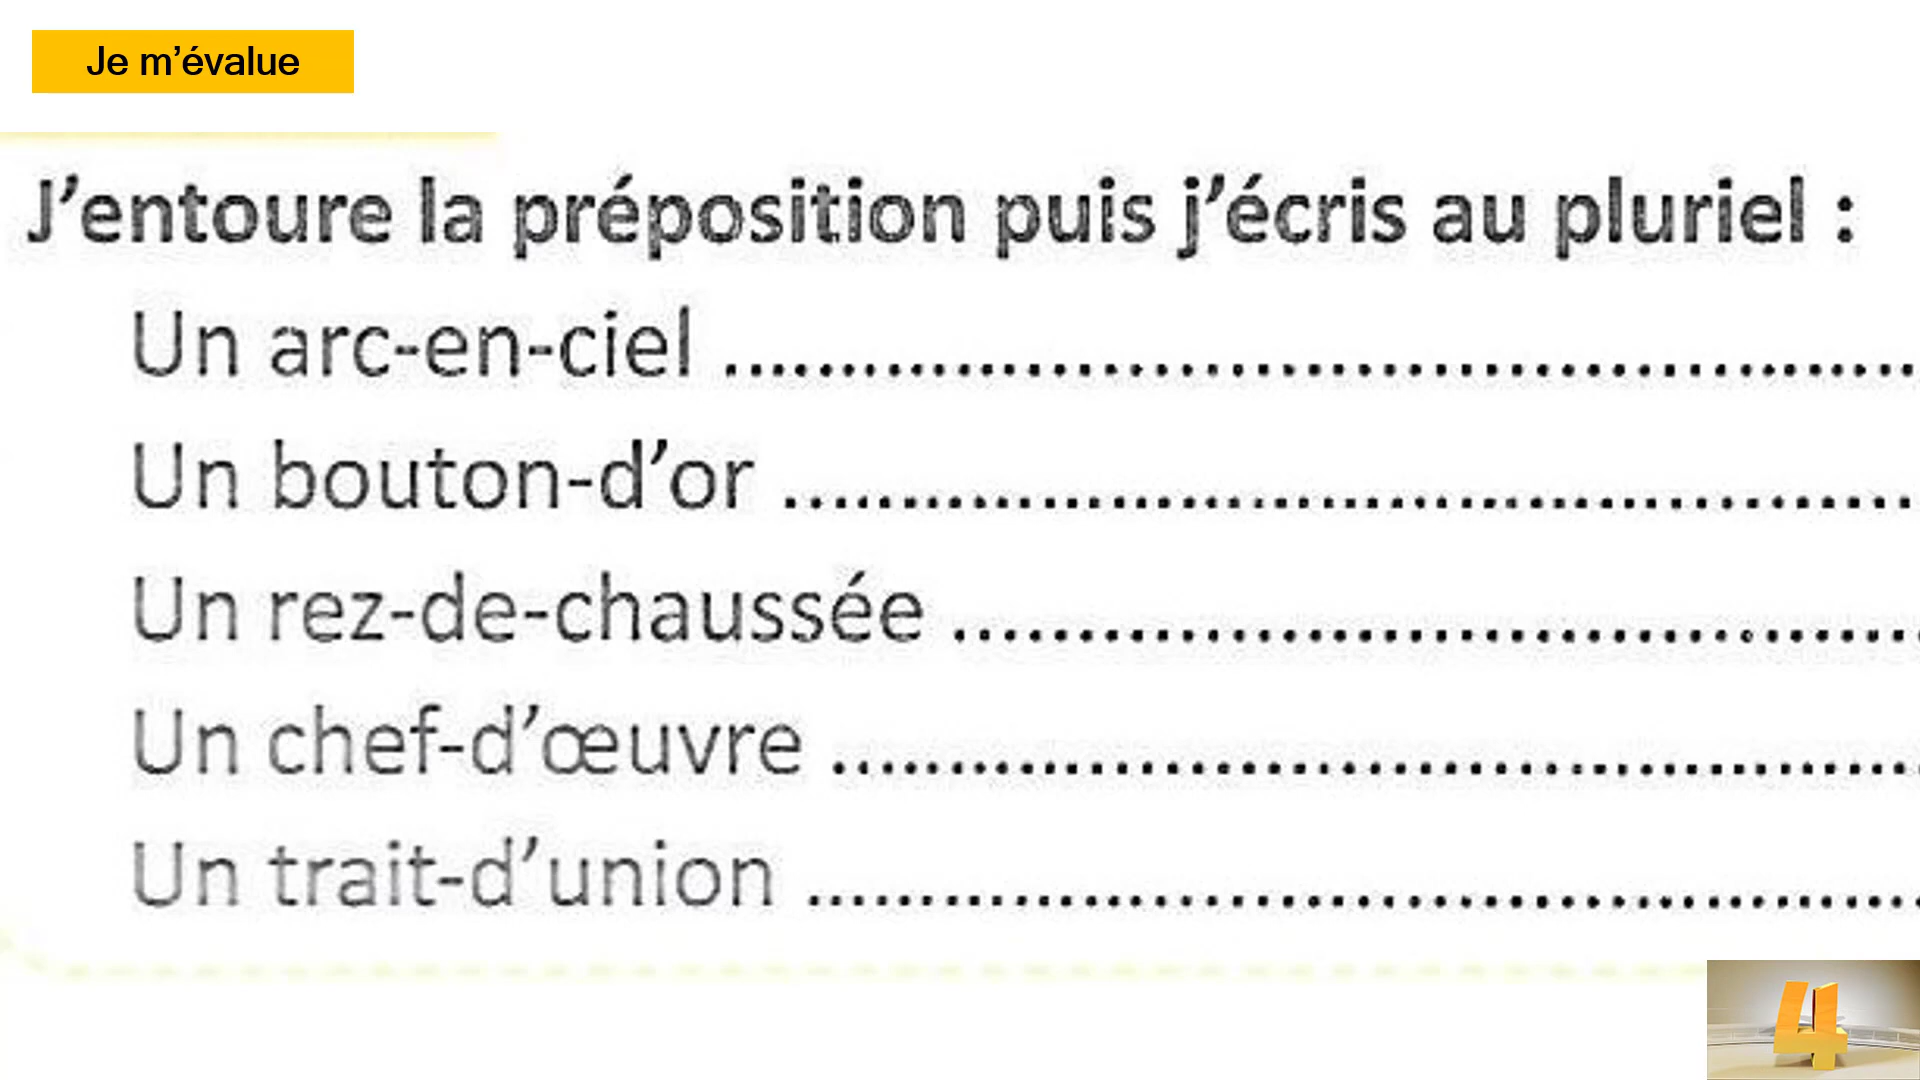 Je m’évalue
J’entoure la préposition puis j’écris au pluriel :
Un arc-en-ciel ................................................
Un bouton-d’or ................................................
Un rez-de-chaussée ................................................
Un chef-d’œuvre ................................................
Un trait-d’union ................................................
4